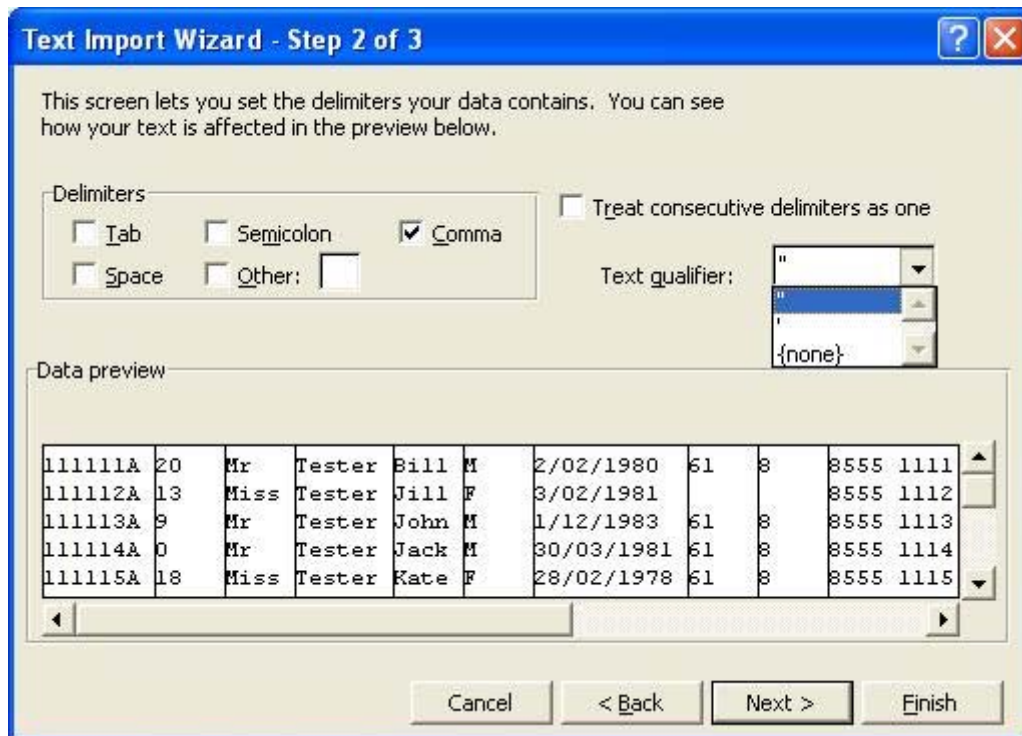 Text Import Wizard - Step 2 of 3
This screen lets you set the delimiters your data contains. You can see
how your text is affected in the preview below.
Delimiters
Tab Semicolon Comma
Space Other:
Treat consecutive delimiters as one
Text qualifier: "
"
'
{none}
Data preview
111111A 20 Mr Tester Bill M 2/02/1980 61 8 8555 1111
111112A 13 Miss Tester Jill F 3/02/1981 8555 1112
111113A 9 Mr Tester John M 1/12/1983 61 8 8555 1113
111114A 0 Mr Tester Jack M 30/03/1981 61 8 8555 1114
111115A 18 Miss Tester Kate F 28/02/1978 61 8 8555 1115
Cancel < Back Next > Finish